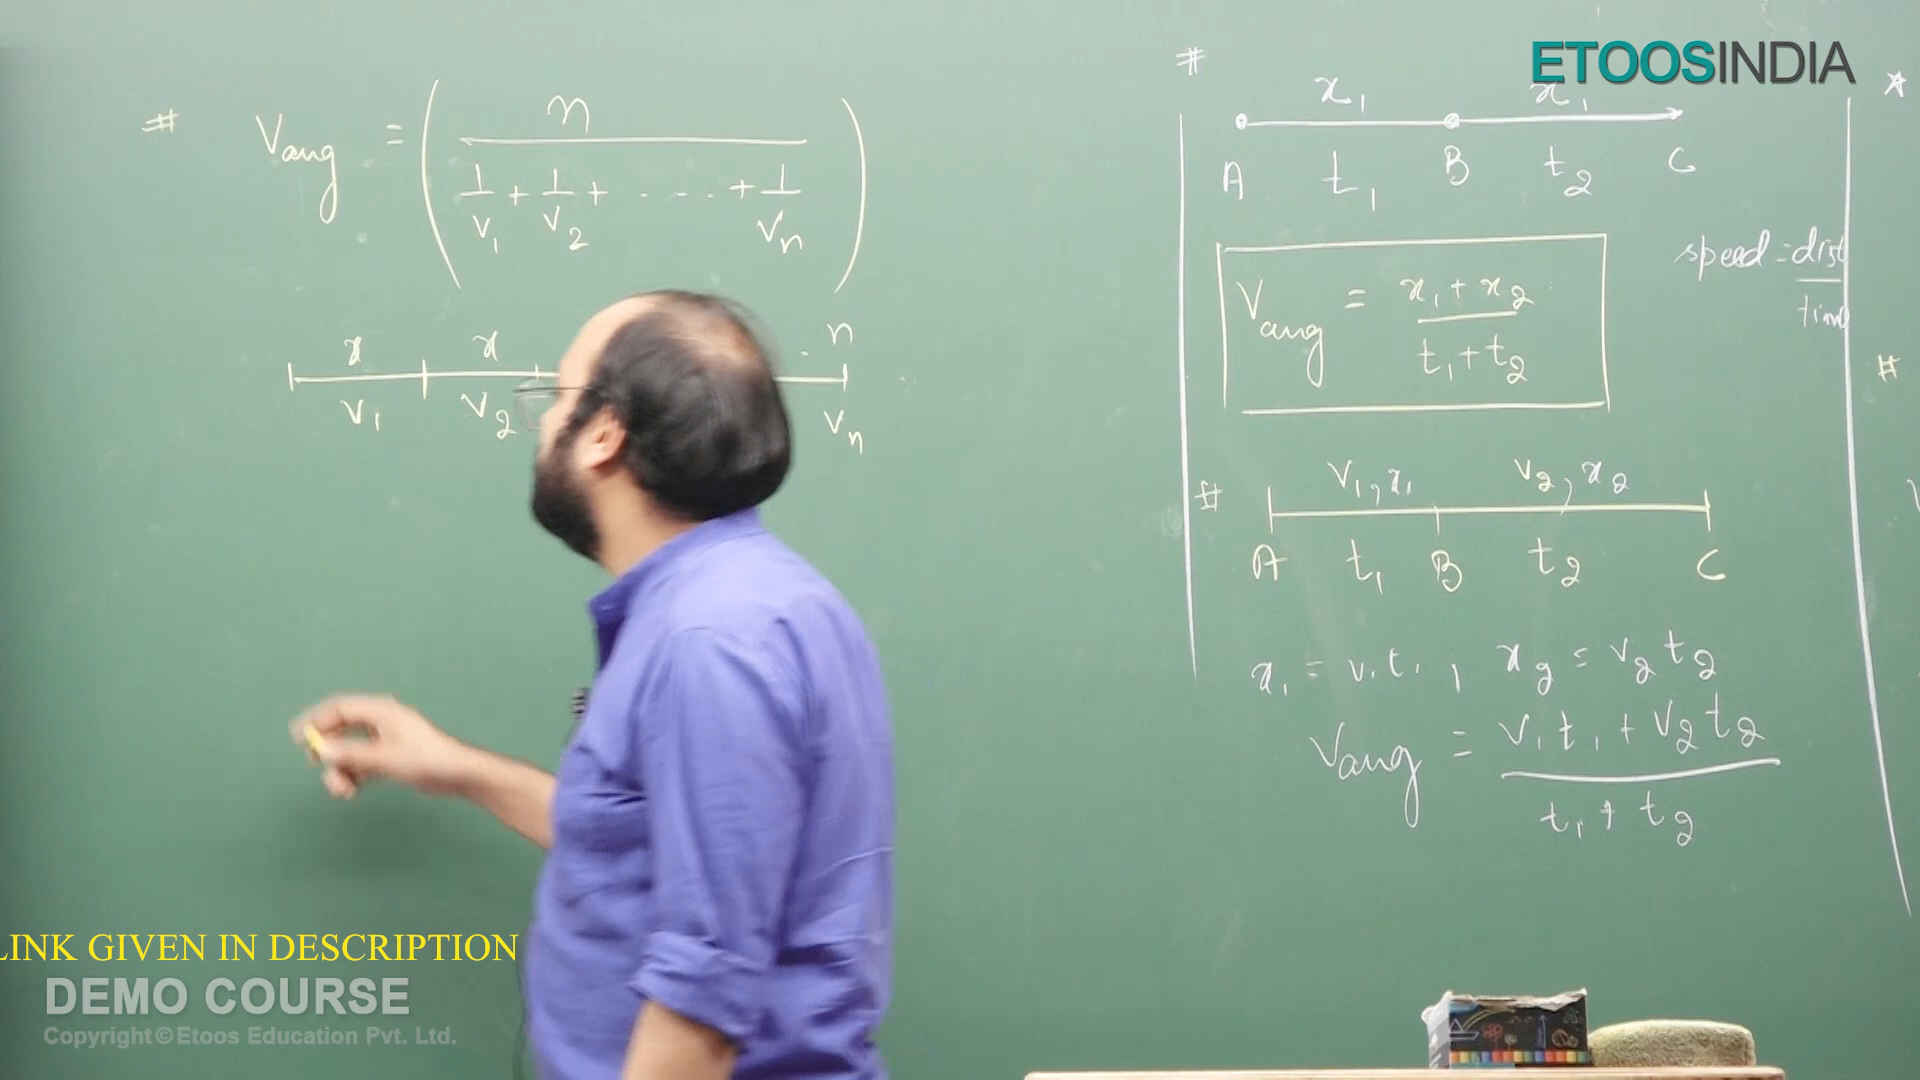 # Vavg = ( n / (1/v1 + 1/v2 + . - . . + 1/vn) )
x x . n
v1 v2 vn
#
x1 x1
A t1 B t2 C
speed = dist / tim
Vavg = (x1 + x2) / (t1 + t2)
# v1, x1 v2, x2
A t1 B t2 C
x1 = v1t1 ; x2 = v2t2
Vavg = (v1t1 + v2t2) / (t1 + t2)
*
#
ETOOSINDIA
LINK GIVEN IN DESCRIPTION
DEMO COURSE
Copyright © Etoos Education Pvt. Ltd.